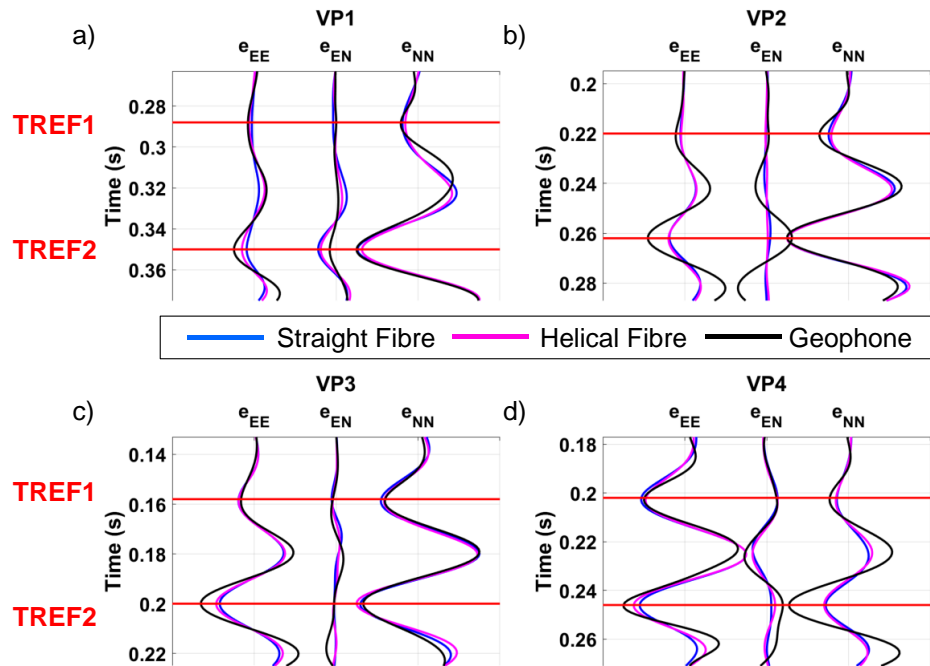 VP1
VP2
a)
b)
e_EE e_EN e_NN
e_EE e_EN e_NN
TREF1
TREF2
Time (s)
0.28
0.3
0.32
0.34
0.36
Time (s)
0.2
0.22
0.24
0.26
0.28
Straight Fibre Helical Fibre Geophone
VP3
VP4
c)
d)
e_EE e_EN e_NN
e_EE e_EN e_NN
TREF1
TREF2
Time (s)
0.14
0.16
0.18
0.2
0.22
Time (s)
0.18
0.2
0.22
0.24
0.26